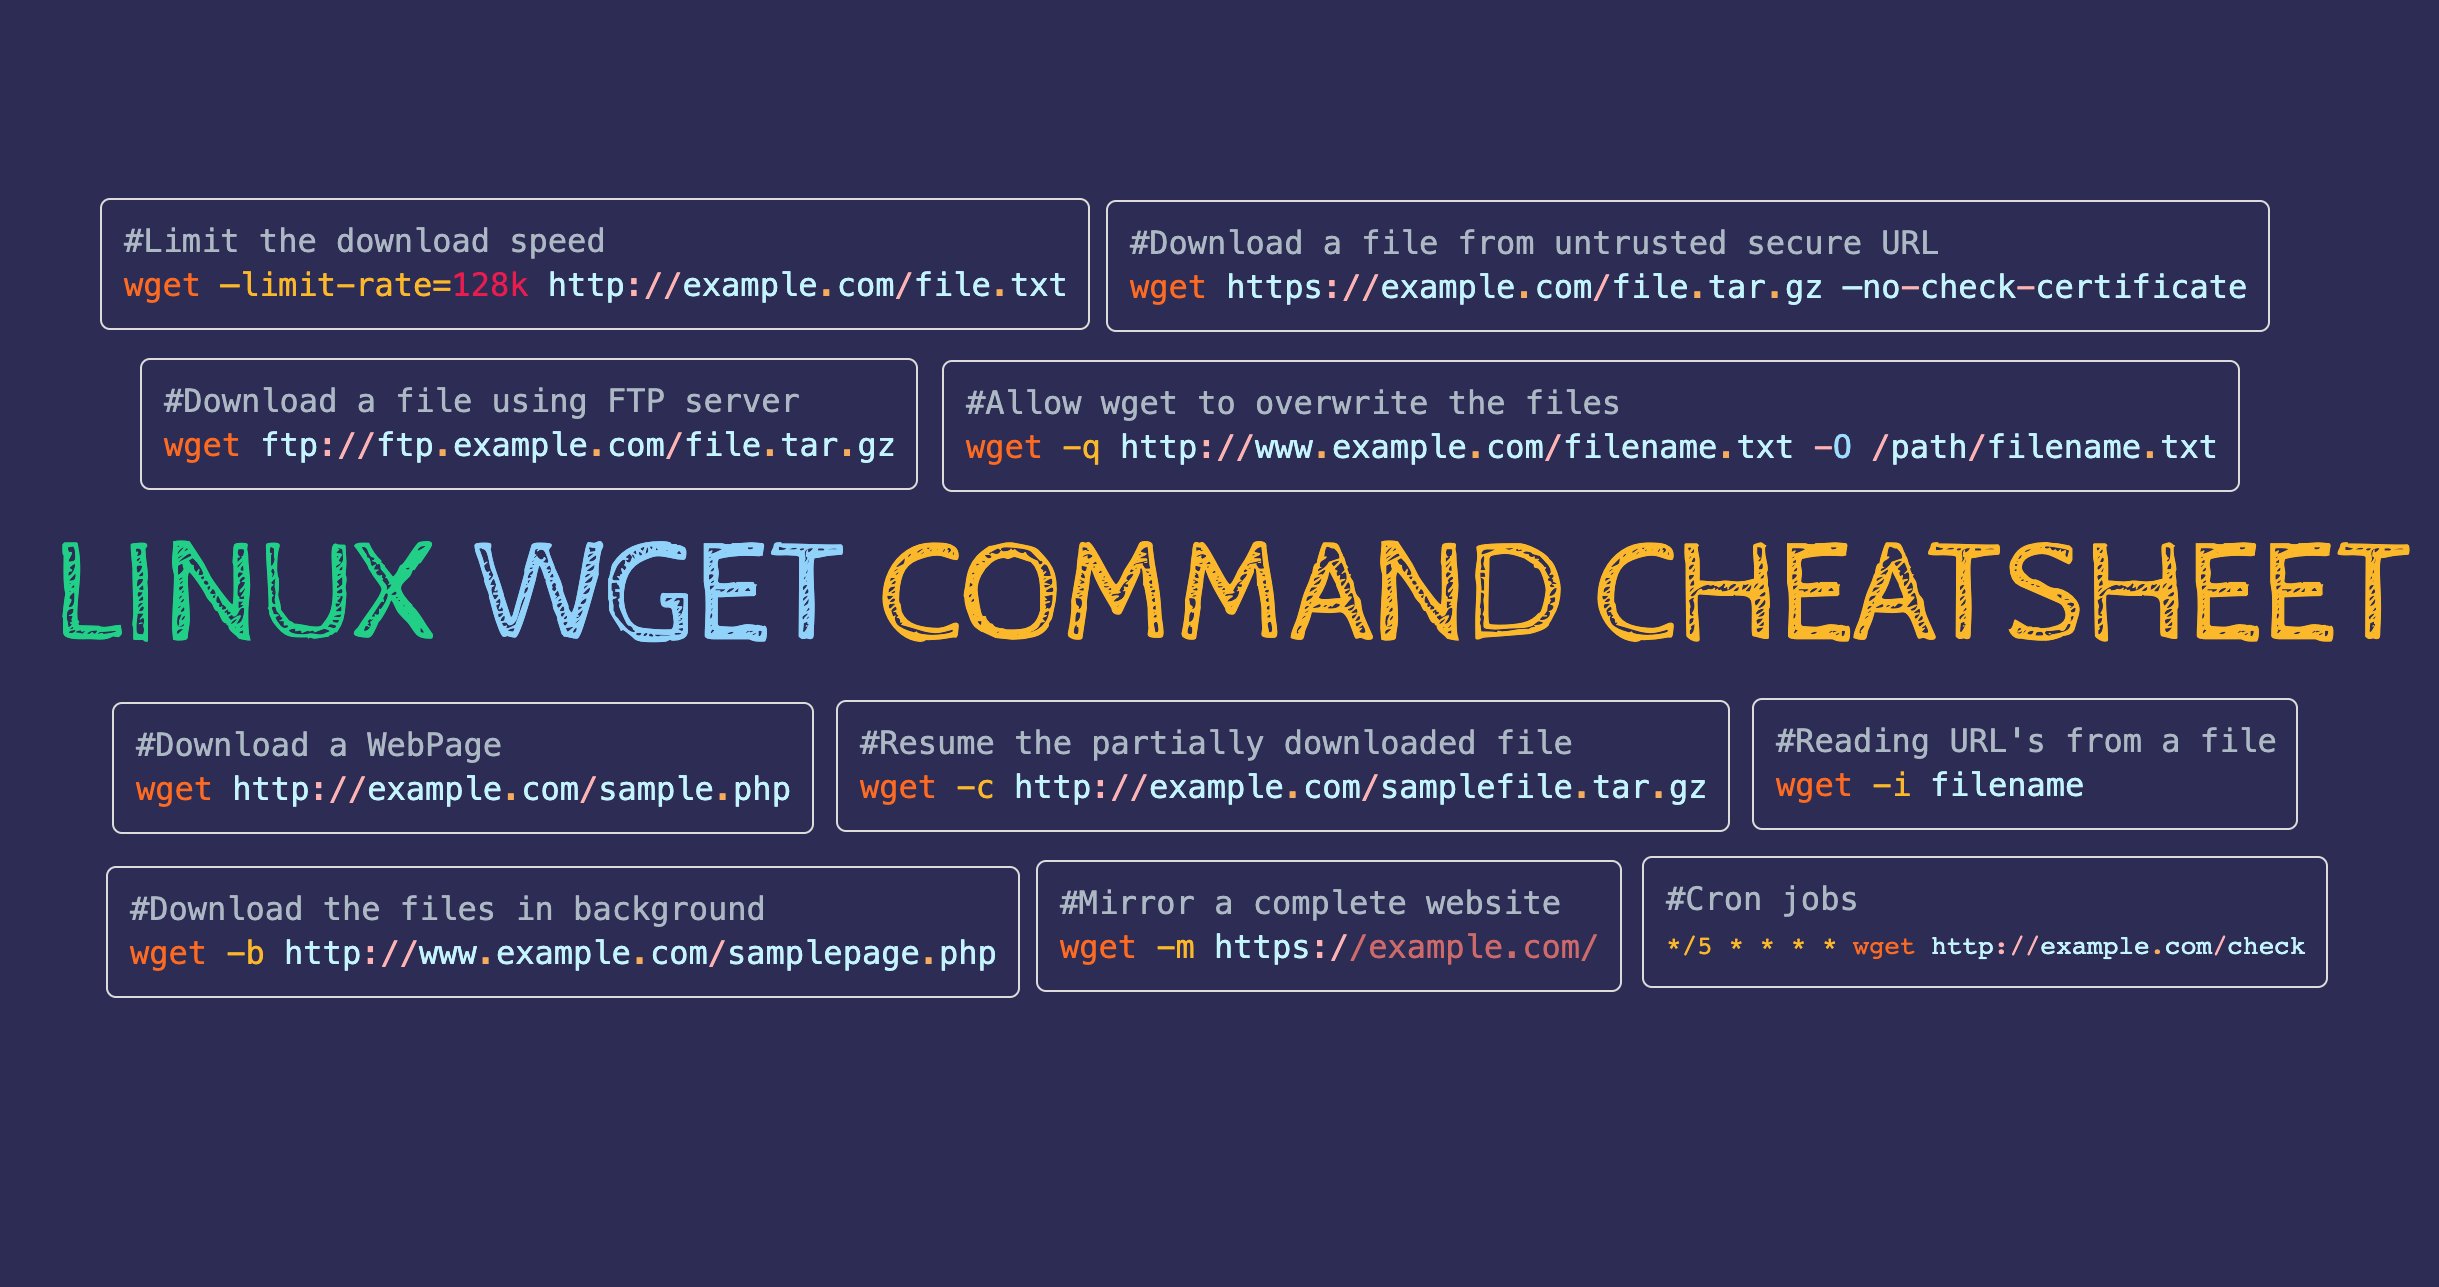 #Limit the download speed
wget –limit-rate=128k http://example.com/file.txt
#Download a file from untrusted secure URL
wget https://example.com/file.tar.gz –no-check-certificate
#Download a file using FTP server
wget ftp://ftp.example.com/file.tar.gz
#Allow wget to overwrite the files
wget -q http://www.example.com/filename.txt -O /path/filename.txt
LINUX WGET COMMAND CHEATSHEET
#Download a WebPage
wget http://example.com/sample.php
#Resume the partially downloaded file
wget -c http://example.com/samplefile.tar.gz
#Reading URL's from a file
wget -i filename
#Download the files in background
wget -b http://www.example.com/samplepage.php
#Mirror a complete website
wget -m https://example.com/
#Cron jobs
*/5 * * * * wget http://example.com/check